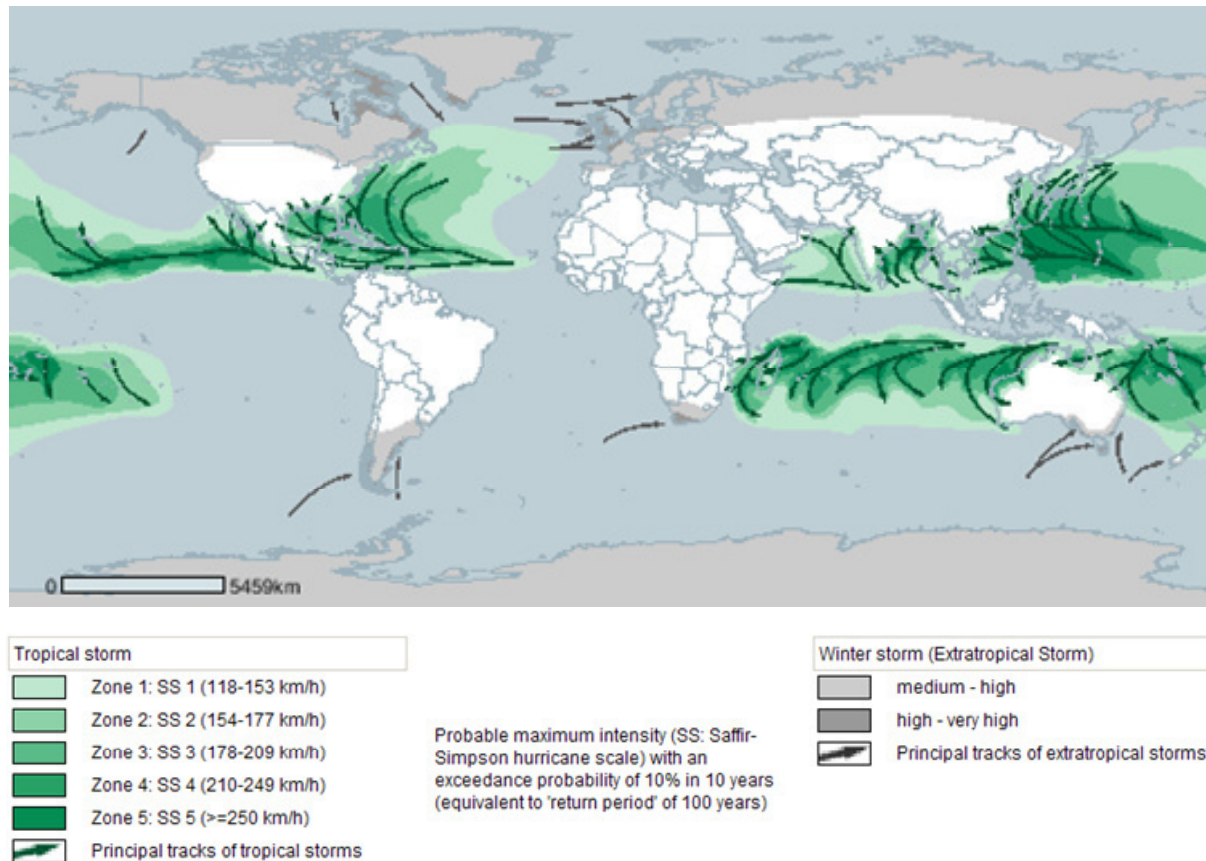 0 5459km
Tropical storm
Zone 1: SS 1 (118-153 km/h)
Zone 2: SS 2 (154-177 km/h)
Zone 3: SS 3 (178-209 km/h)
Zone 4: SS 4 (210-249 km/h)
Zone 5: SS 5 (>=250 km/h)
Principal tracks of tropical storms
Probable maximum intensity (SS: Saffir-
Simpson hurricane scale) with an
exceedance probability of 10% in 10 years
(equivalent to 'return period' of 100 years)
Winter storm (Extratropical Storm)
medium - high
high - very high
Principal tracks of extratropical storms